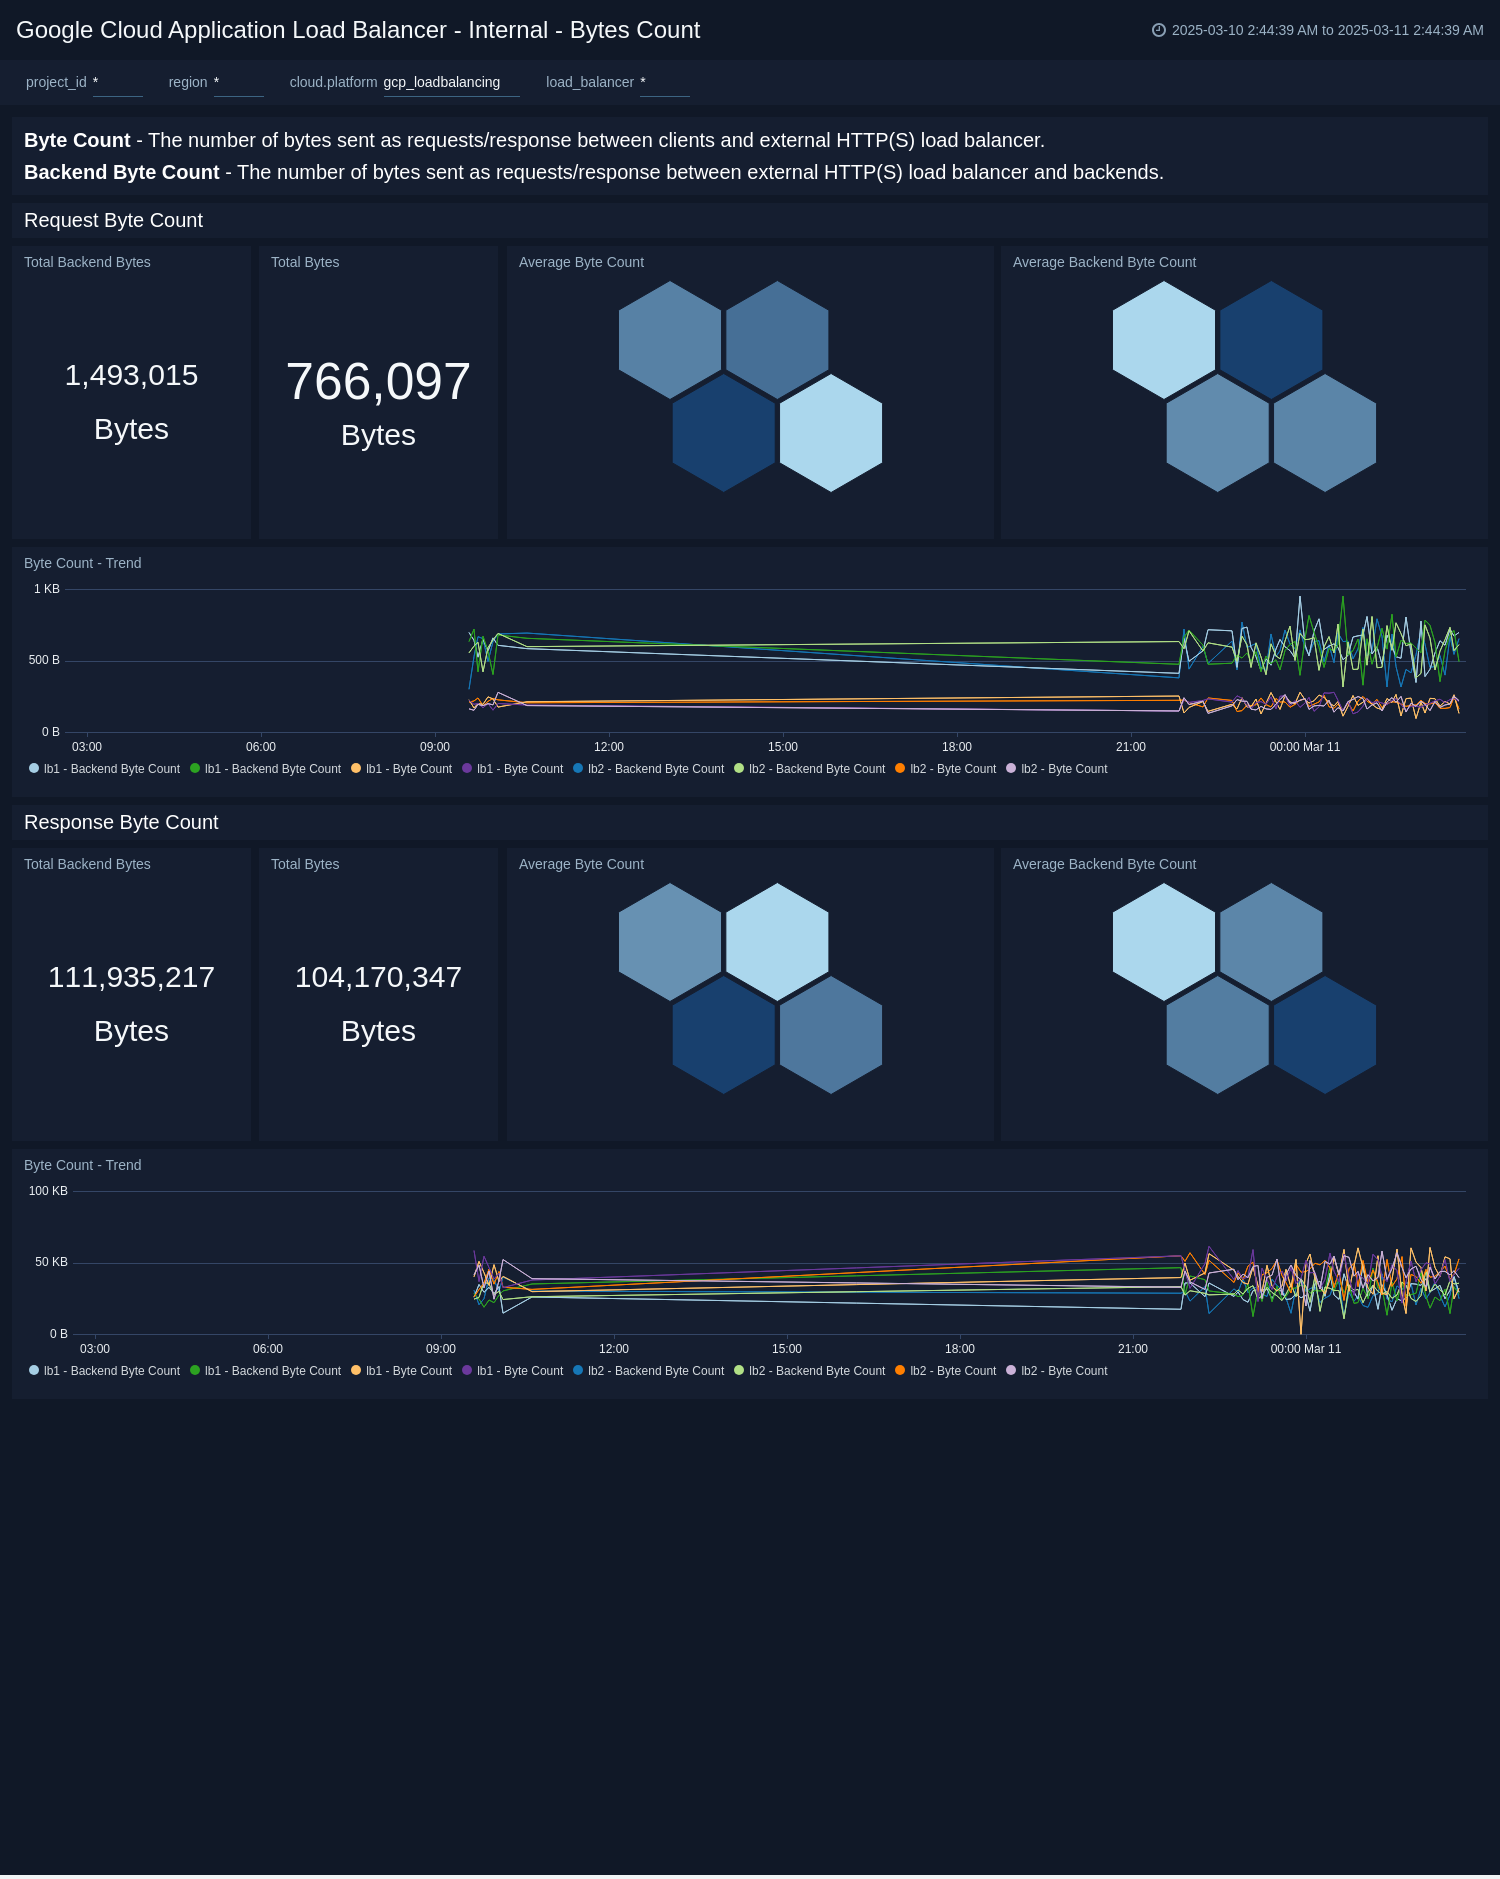 Google Cloud Application Load Balancer - Internal - Bytes Count
2025-03-10 2:44:39 AM to 2025-03-11 2:44:39 AM
project_id *
region *
cloud.platform gcp_loadbalancing
load_balancer *
Byte Count - The number of bytes sent as requests/response between clients and external HTTP(S) load balancer.
Backend Byte Count - The number of bytes sent as requests/response between external HTTP(S) load balancer and backends.
Request Byte Count
Total Backend Bytes
1,493,015
Bytes
Total Bytes
766,097
Bytes
Average Byte Count
Average Backend Byte Count
Byte Count - Trend
1 KB
500 B
0 B
03:00 06:00 09:00 12:00 15:00 18:00 21:00 00:00 Mar 11
lb1 - Backend Byte Count lb1 - Backend Byte Count lb1 - Byte Count lb1 - Byte Count lb2 - Backend Byte Count lb2 - Backend Byte Count lb2 - Byte Count lb2 - Byte Count
Response Byte Count
Total Backend Bytes
111,935,217
Bytes
Total Bytes
104,170,347
Bytes
Average Byte Count
Average Backend Byte Count
Byte Count - Trend
100 KB
50 KB
0 B
03:00 06:00 09:00 12:00 15:00 18:00 21:00 00:00 Mar 11
lb1 - Backend Byte Count lb1 - Backend Byte Count lb1 - Byte Count lb1 - Byte Count lb2 - Backend Byte Count lb2 - Backend Byte Count lb2 - Byte Count lb2 - Byte Count